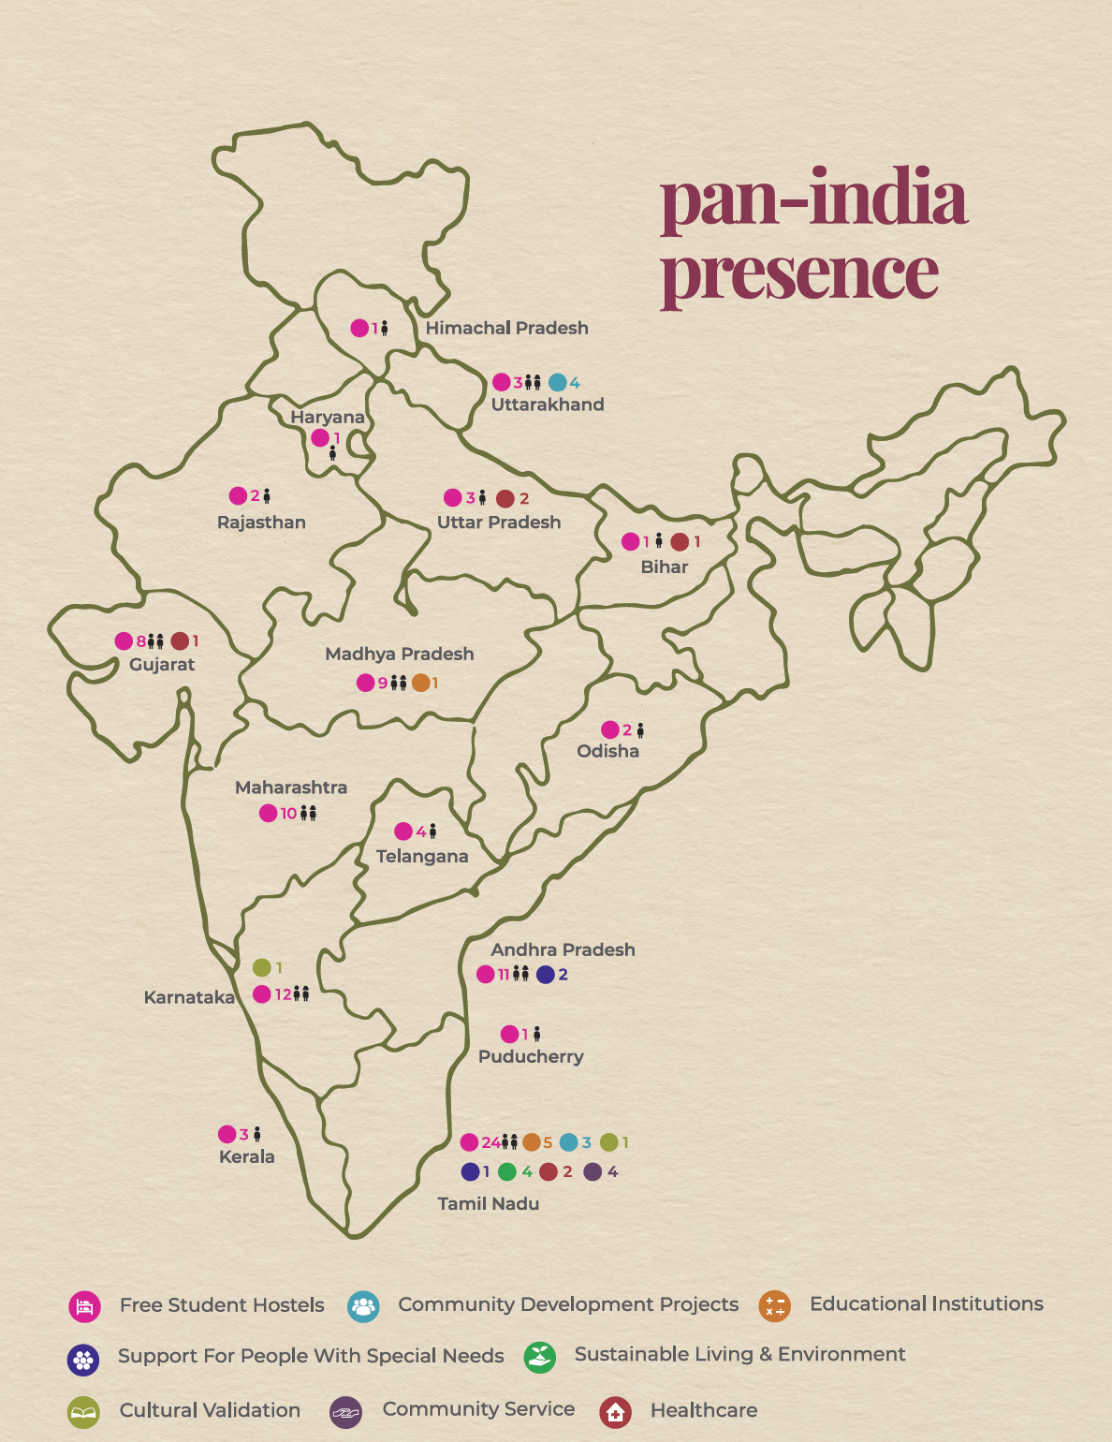 pan-india
presence
1
Himachal Pradesh
3 4
Uttarakhand
Haryana
1
2
Rajasthan
3 2
Uttar Pradesh
1 1
Bihar
8 1
Gujarat
Madhya Pradesh
9 1
2
Odisha
Maharashtra
10
4
Telangana
Andhra Pradesh
11 2
1
12
Karnataka
1
Puducherry
3
Kerala
24 5 3 1
1 4 2 4
Tamil Nadu
Free Student Hostels Community Development Projects Educational Institutions
Support For People With Special Needs Sustainable Living & Environment
Cultural Validation Community Service Healthcare